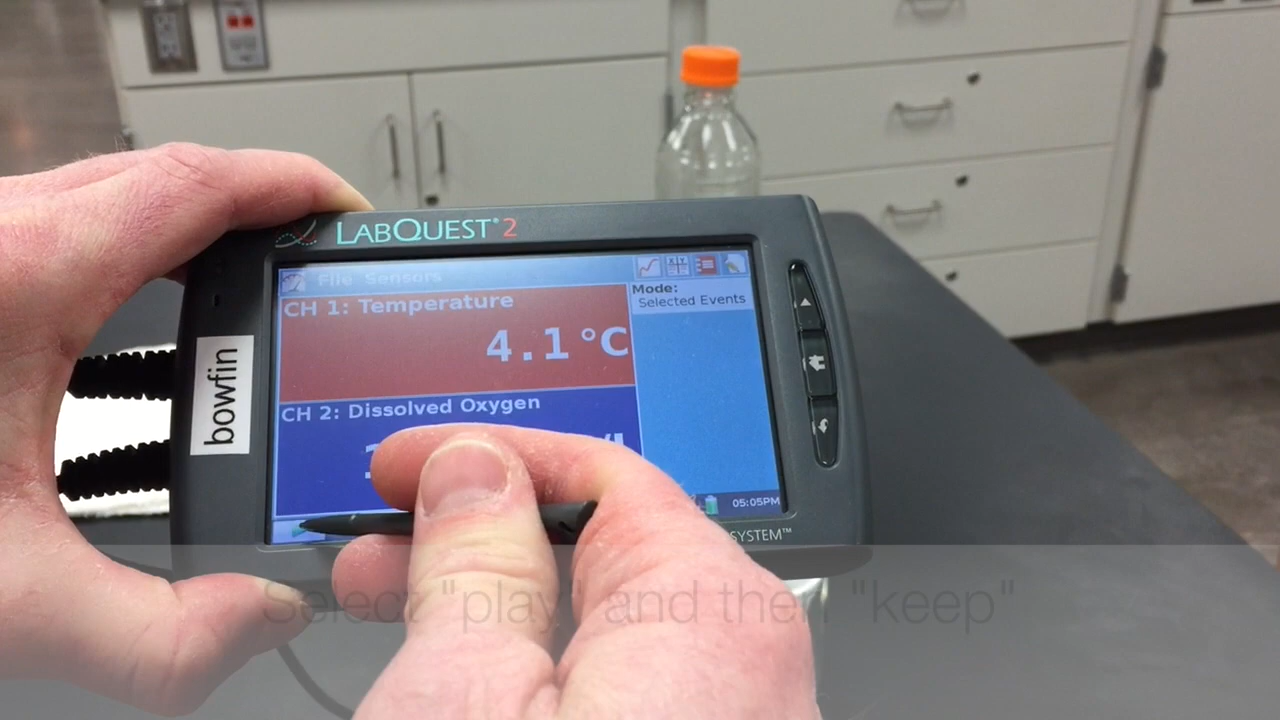 LABQUEST® 2
File Sensors
CH 1: Temperature
4.1 °C
Mode:
Selected Events
CH 2: Dissolved Oxygen
bowfin
05:05PM
SYSTEM™
Select "play" and then "keep"